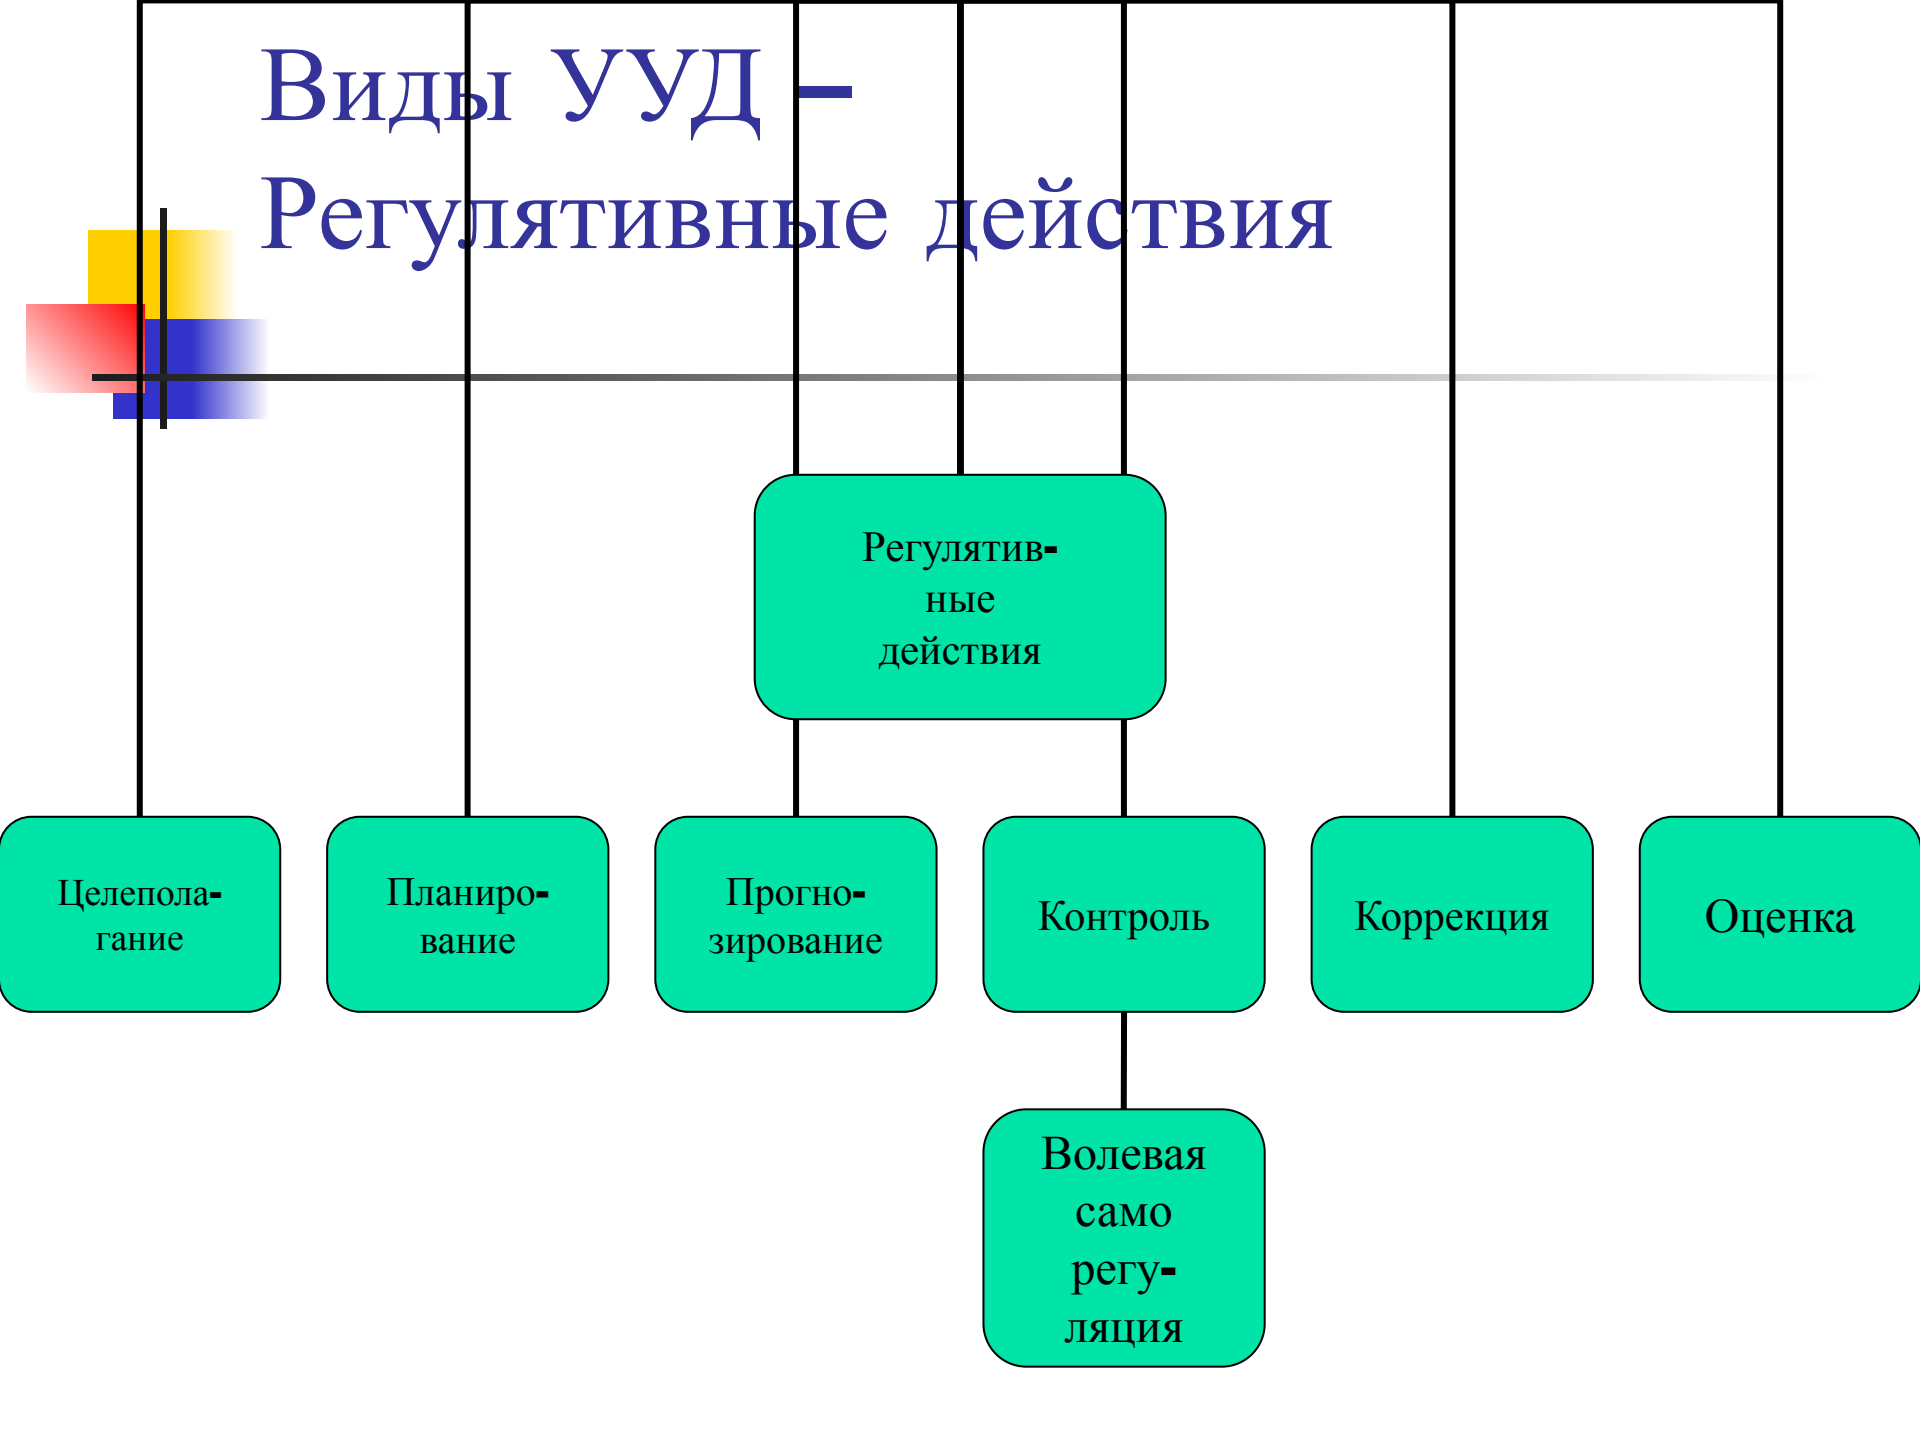 Виды УУД –
Регулятивные действия
Регулятив-
ные
действия
Целепола-
гание
Планиро-
вание
Прогно-
зирование
Контроль
Коррекция
Оценка
Волевая
само
регу-
ляция